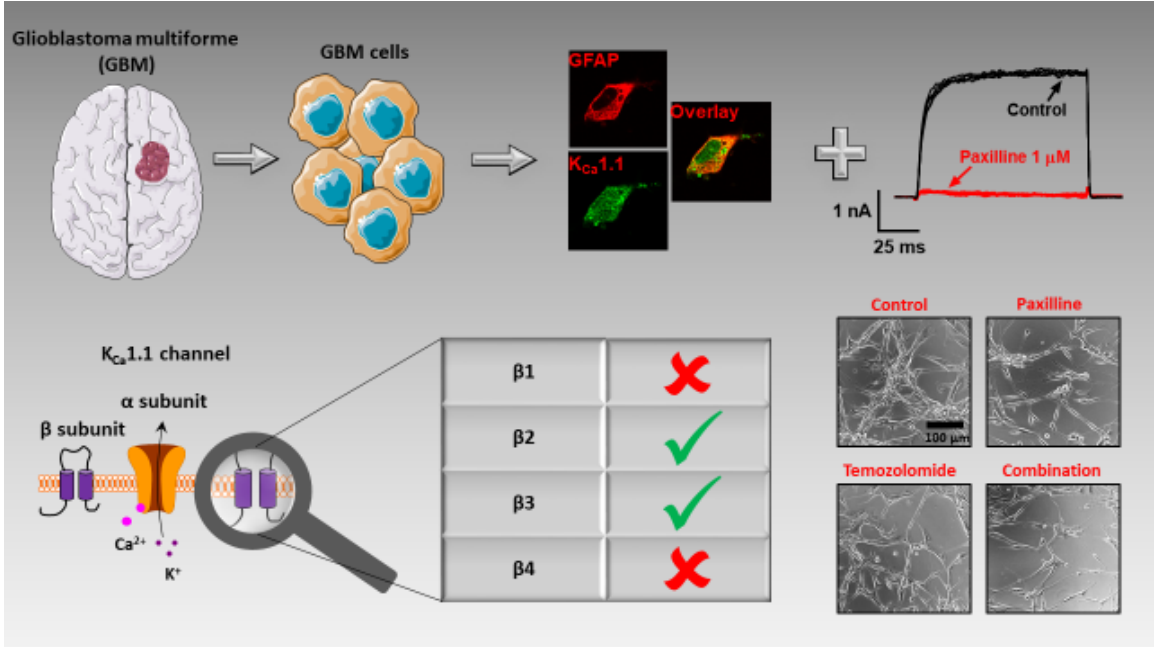 Glioblastoma multiforme
(GBM)
GBM cells
GFAP
Overlay
KCa1.1
Control
Paxilline 1 μM
1 nA
25 ms
KCa1.1 channel
α subunit
β subunit
Ca2+
K+
β1
β2
β3
β4
Control
Paxilline
100 μm
Temozolomide
Combination